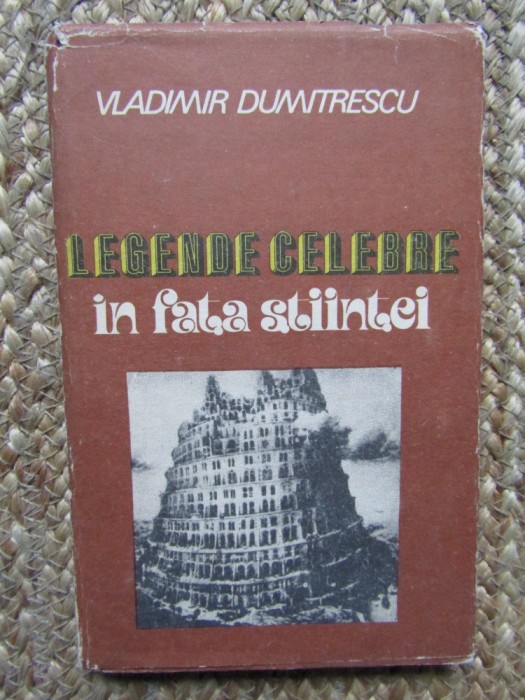 VLADIMIR DUMITRESCU
LEGENDE CELEBRE
in fata stiintei